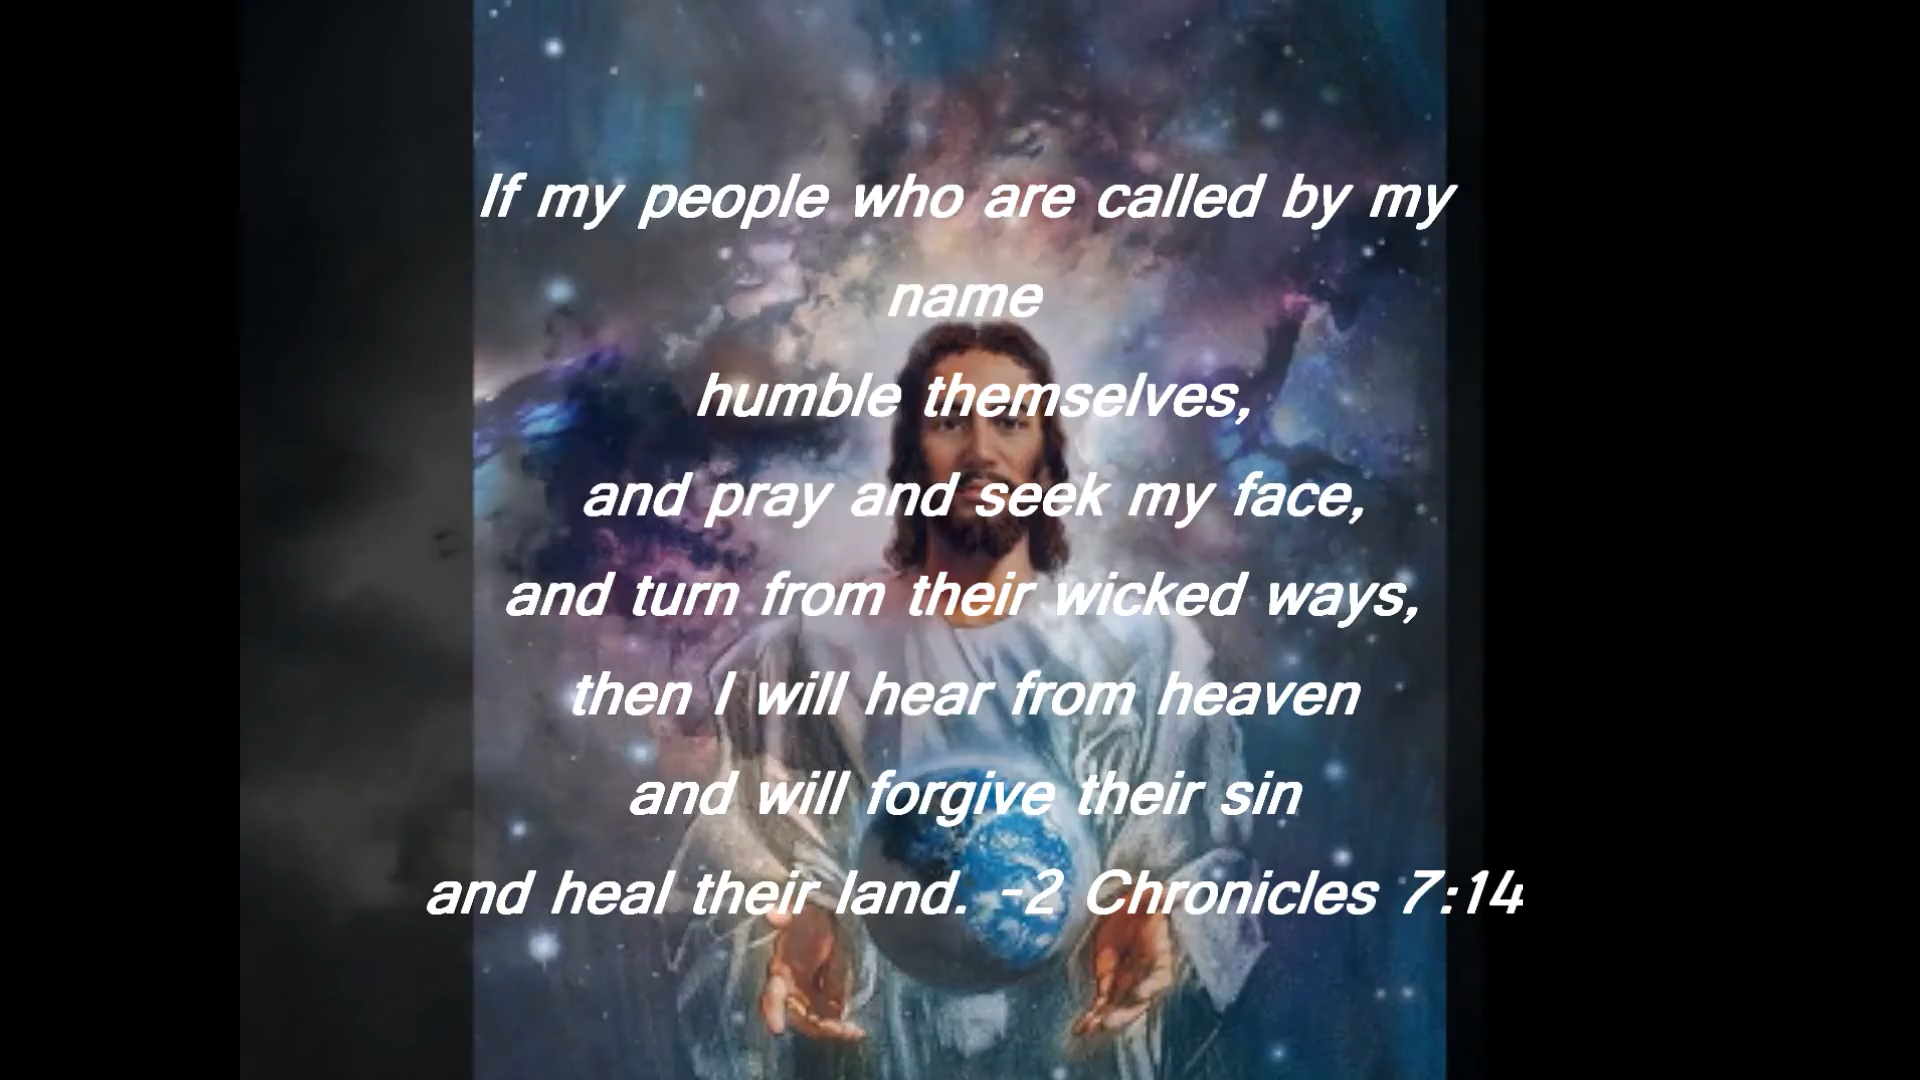 If my people who are called by my
name
humble themselves,
and pray and seek my face,
and turn from their wicked ways,
then I will hear from heaven
and will forgive their sin
and heal their land. -2 Chronicles 7:14